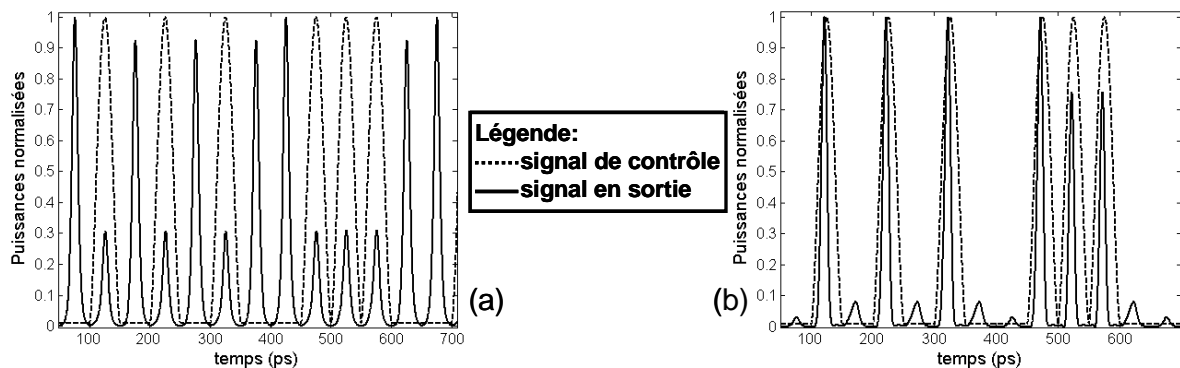 1
0.9
0.8
0.7
0.6
0.5
0.4
0.3
0.2
0.1
0
Puissances normalisées
100 200 300 400 500 600 700
temps (ps)
(a)
Légende:
signal de contrôle
signal en sortie
(b)
1
0.9
0.8
0.7
0.6
0.5
0.4
0.3
0.2
0.1
0
Puissances normalisées
100 200 300 400 500 600
temps (ps)